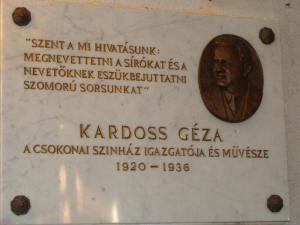 "SZENT A MI HIVATÁSUNK:
MEGNEVETTETNI A SÍRÓKAT ÉS A
NEVETŐKNEK ESZÜKBEJUTTATNI
SZOMORÚ SORSUNKAT"
KARDOSS GÉZA
A CSOKONAI SZINHÁZ IGAZGATÓJA ÉS MŰVÉSZE
1920-1936